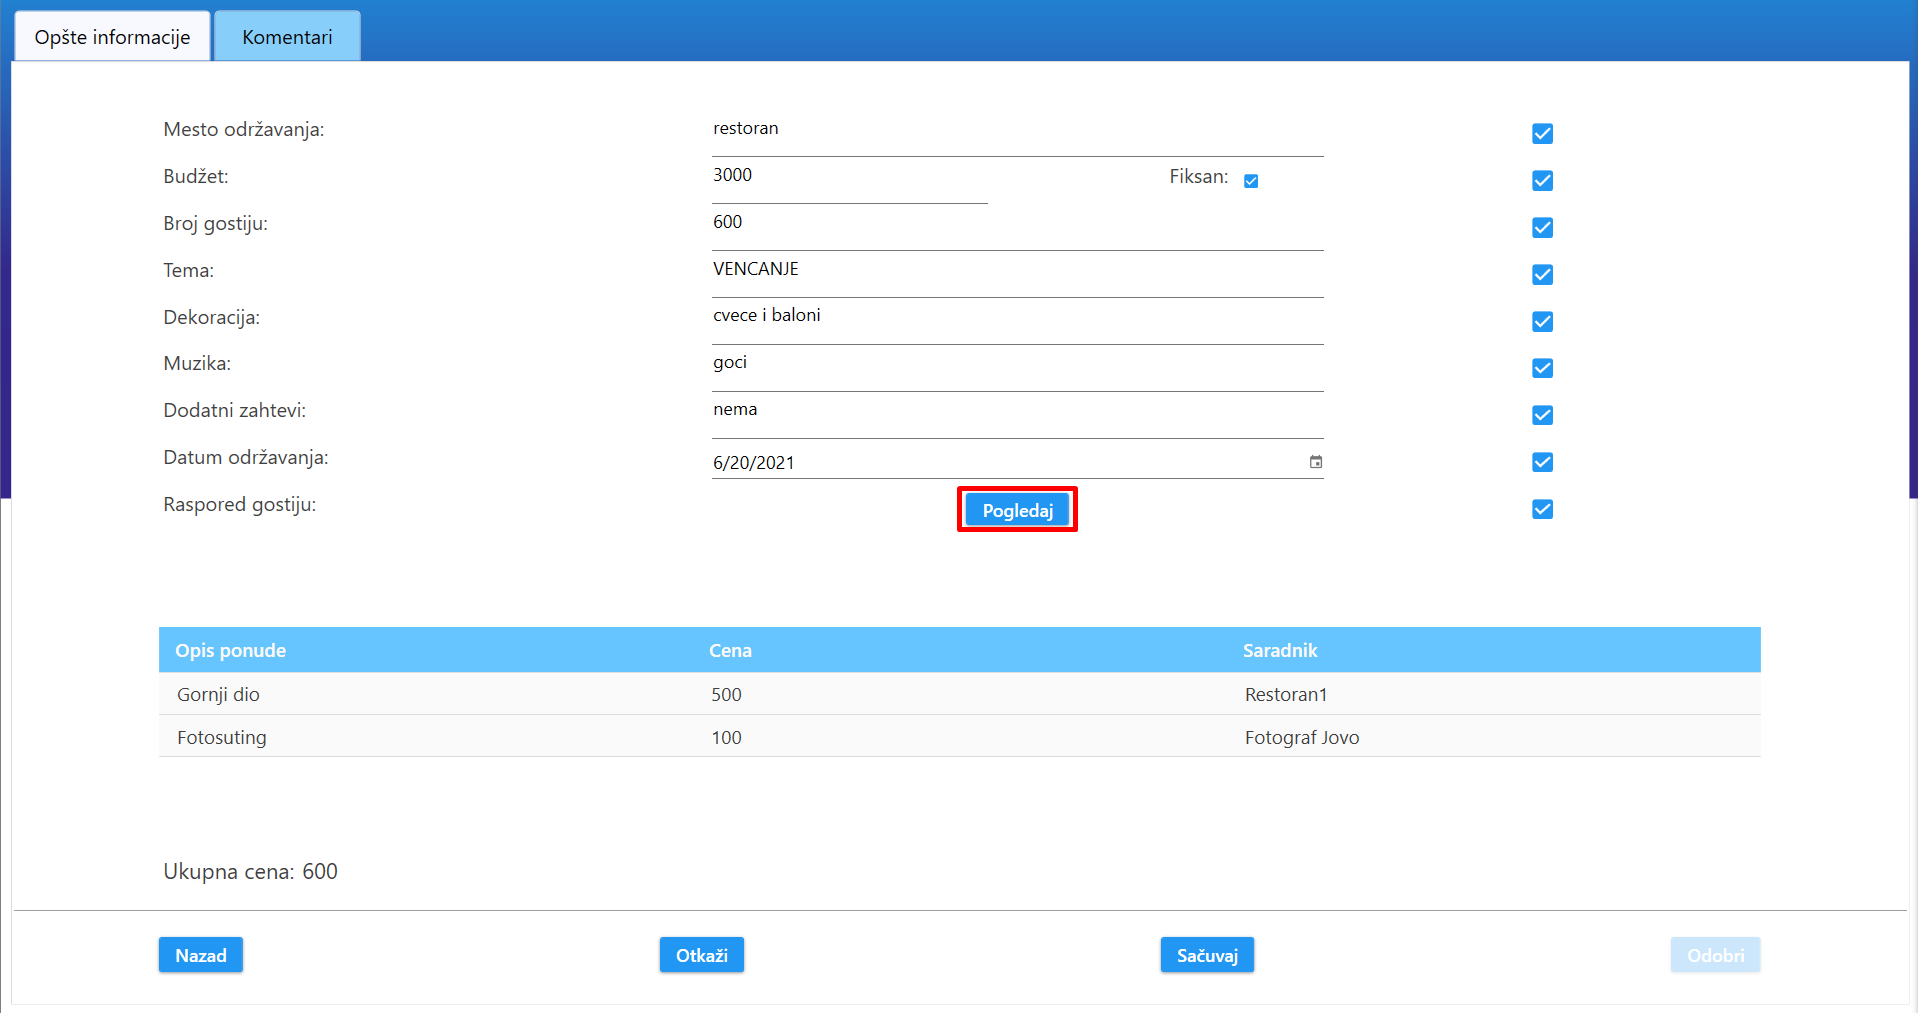 Opšte informacije Komentari
Mesto održavanja: restoran
Budžet: 3000 Fiksan:
Broj gostiju: 600
Tema: VENCANJE
Dekoracija: cvece i baloni
Muzika: goci
Dodatni zahtevi: nema
Datum održavanja: 6/20/2021
Raspored gostiju: Pogledaj
Opis ponude Cena Saradnik
Gornji dio 500 Restoran1
Fotosuting 100 Fotograf Jovo
Ukupna cena: 600
Nazad Otkaži Sačuvaj Odobri